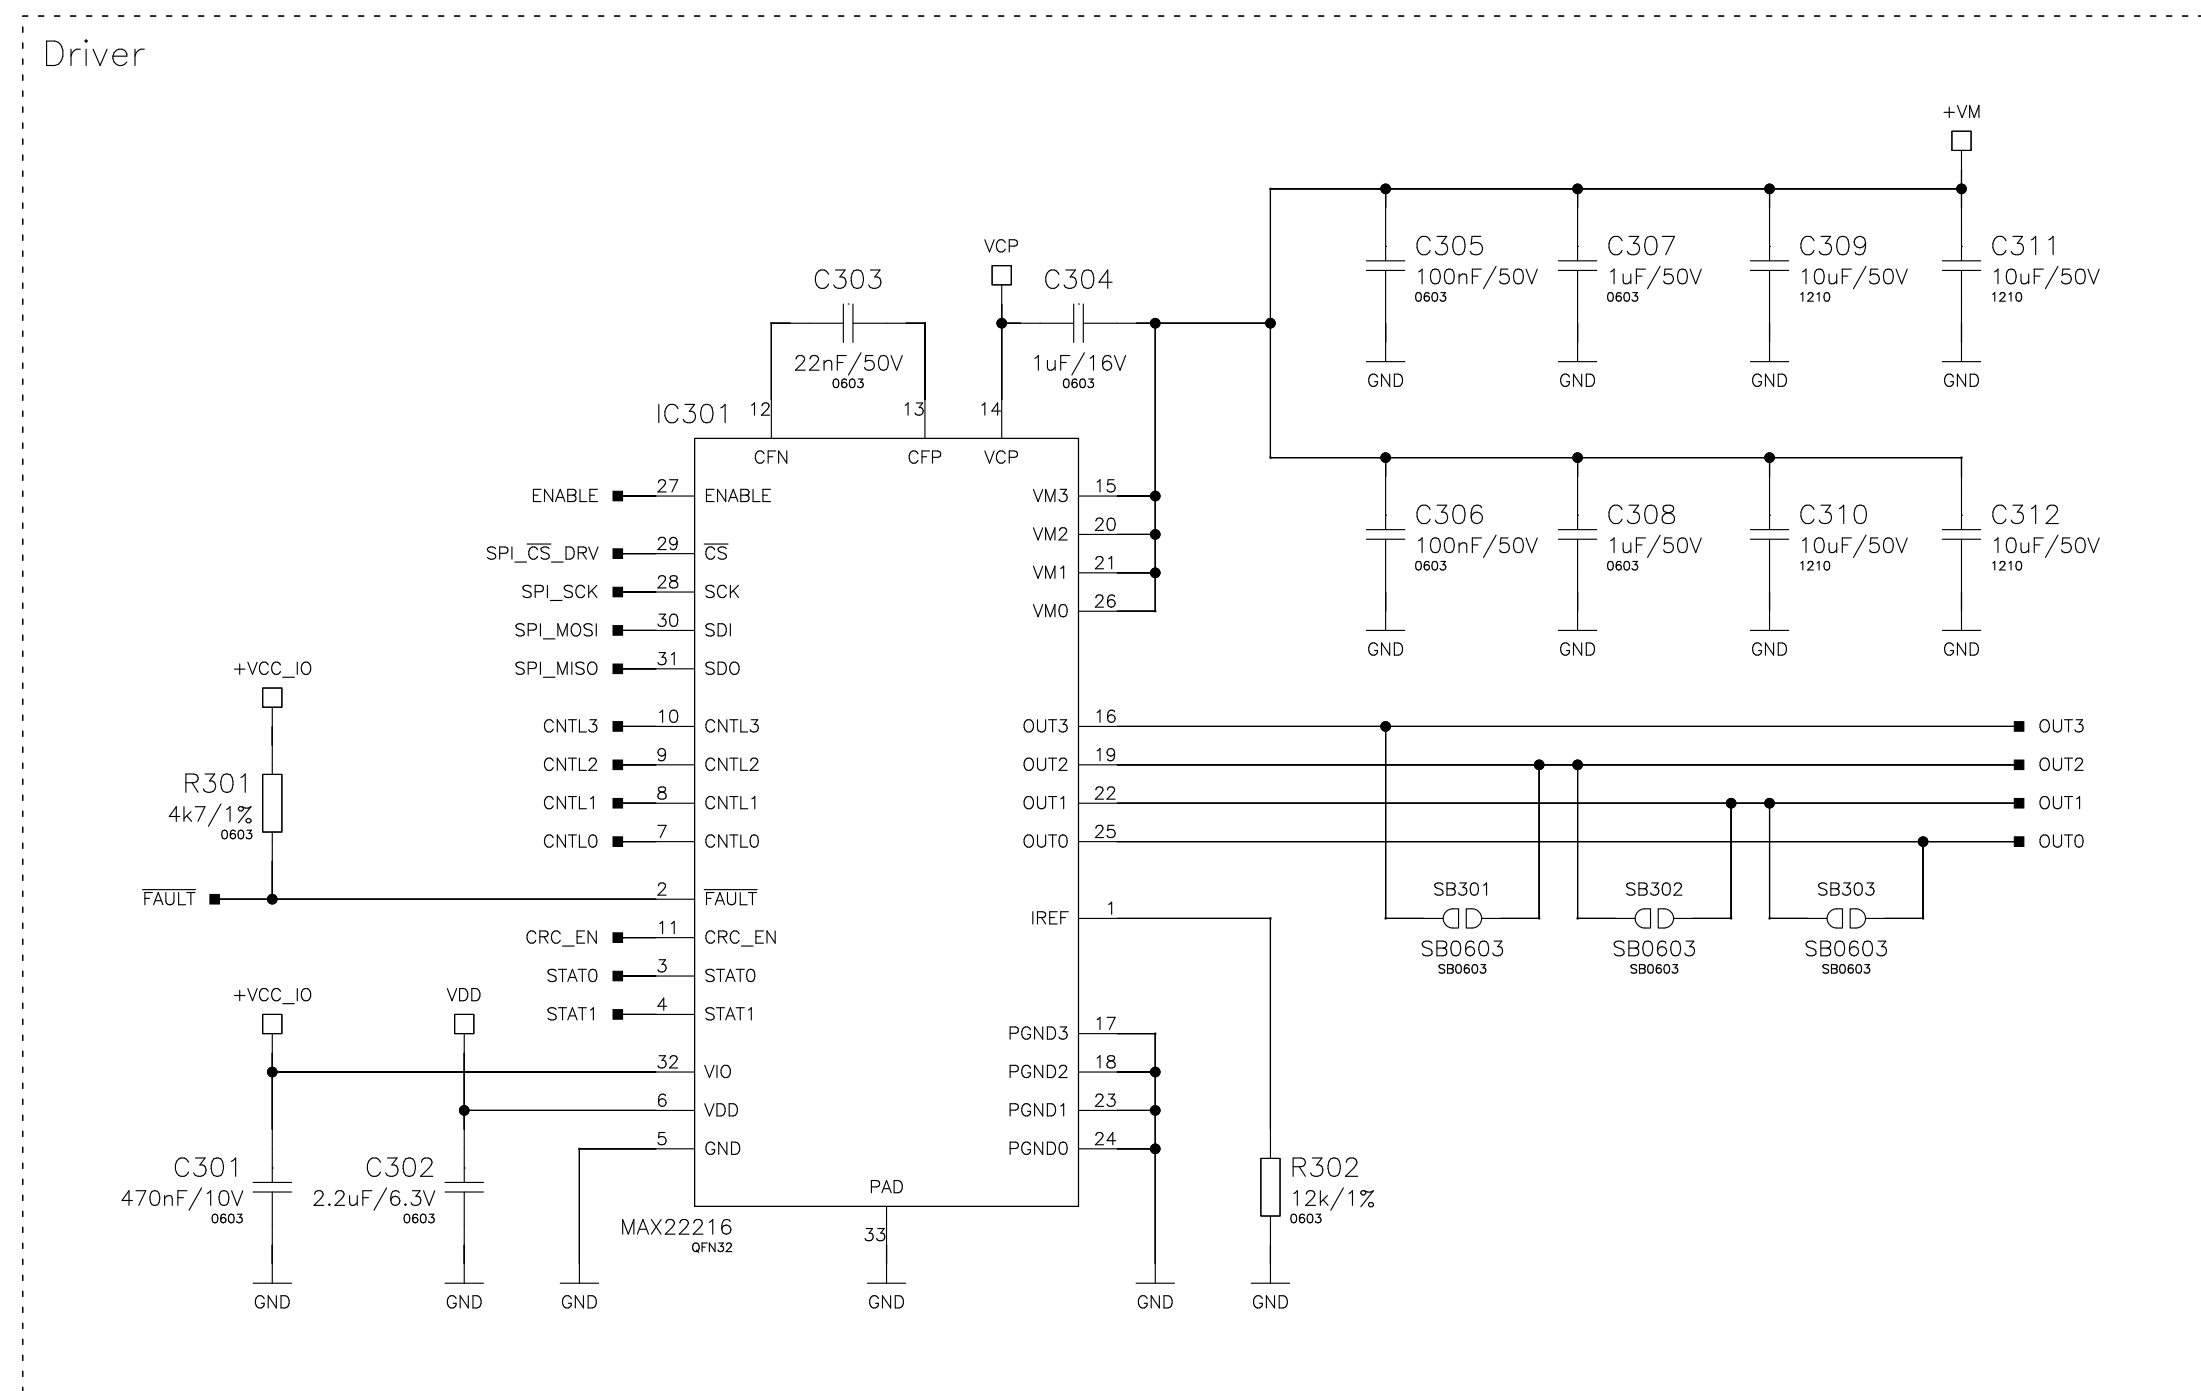 Driver
+VM
C305
100nF/50V
0603
C307
1uF/50V
0603
C309
10uF/50V
1210
C311
10uF/50V
1210
GND
GND
GND
GND
VCP
C303
22nF/50V
0603
C304
1uF/16V
0603
IC301
12
13
14
CFN
CFP
VCP
C306
100nF/50V
0603
C308
1uF/50V
0603
C310
10uF/50V
1210
C312
10uF/50V
1210
GND
GND
GND
GND
ENABLE 27 ENABLE
SPI_C̅S̅_DRV 29 C̅S̅
SPI_SCK 28 SCK
SPI_MOSI 30 SDI
SPI_MISO 31 SDO
CNTL3 10 CNTL3
CNTL2 9 CNTL2
CNTL1 8 CNTL1
CNTL0 7 CNTL0
VM3 15
VM2 20
VM1 21
VM0 26
OUT3 16 OUT3
OUT2 19 OUT2
OUT1 22 OUT1
OUT0 25 OUT0
+VCC_IO
R301
4k7/1%
0603
F̅A̅U̅L̅T̅ 2 F̅A̅U̅L̅T̅
CRC_EN 11 CRC_EN
STAT0 3 STAT0
STAT1 4 STAT1
IREF 1
SB301
SB0603
SB0603
SB302
SB0603
SB0603
SB303
SB0603
SB0603
+VCC_IO
VDD
32 VIO
6 VDD
5 GND
PGND3 17
PGND2 18
PGND1 23
PGND0 24
C301
470nF/10V
0603
C302
2.2uF/6.3V
0603
PAD
33
MAX22216
QFN32
R302
12k/1%
0603
GND
GND
GND
GND
GND
GND